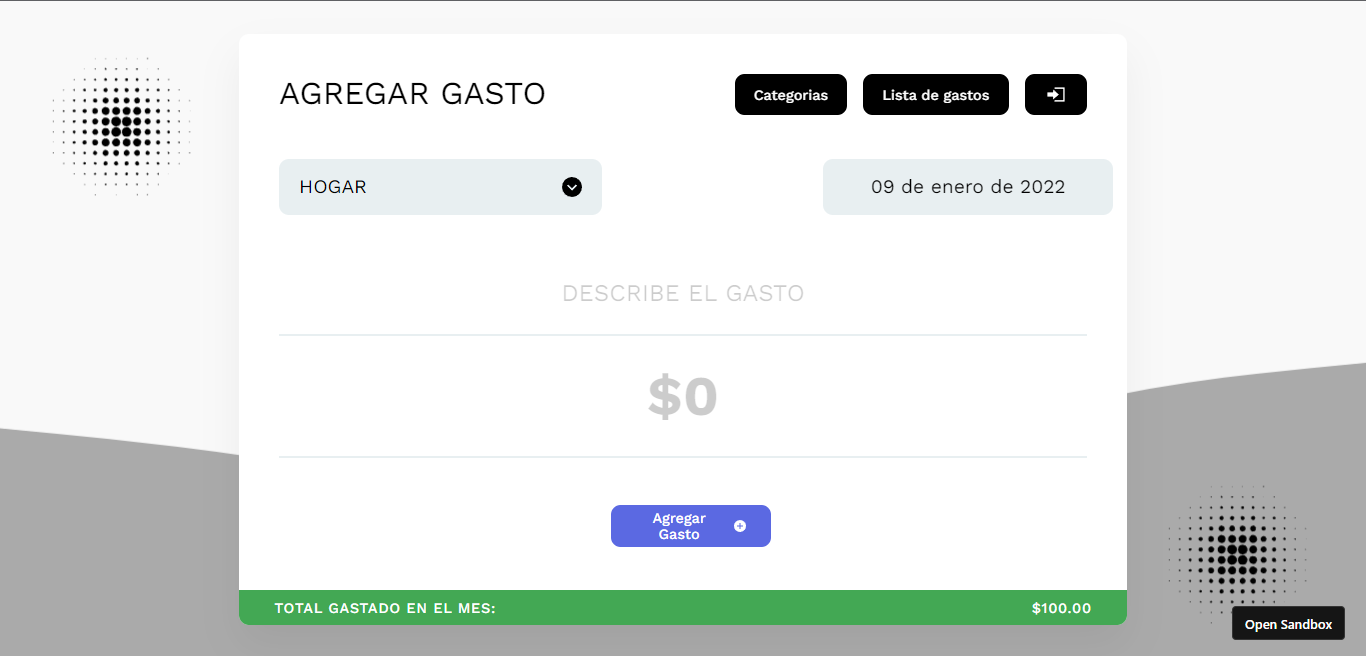 AGREGAR GASTO
Categorias
Lista de gastos
HOGAR
09 de enero de 2022
DESCRIBE EL GASTO
$0
Agregar
Gasto
TOTAL GASTADO EN EL MES:
$100.00
Open Sandbox